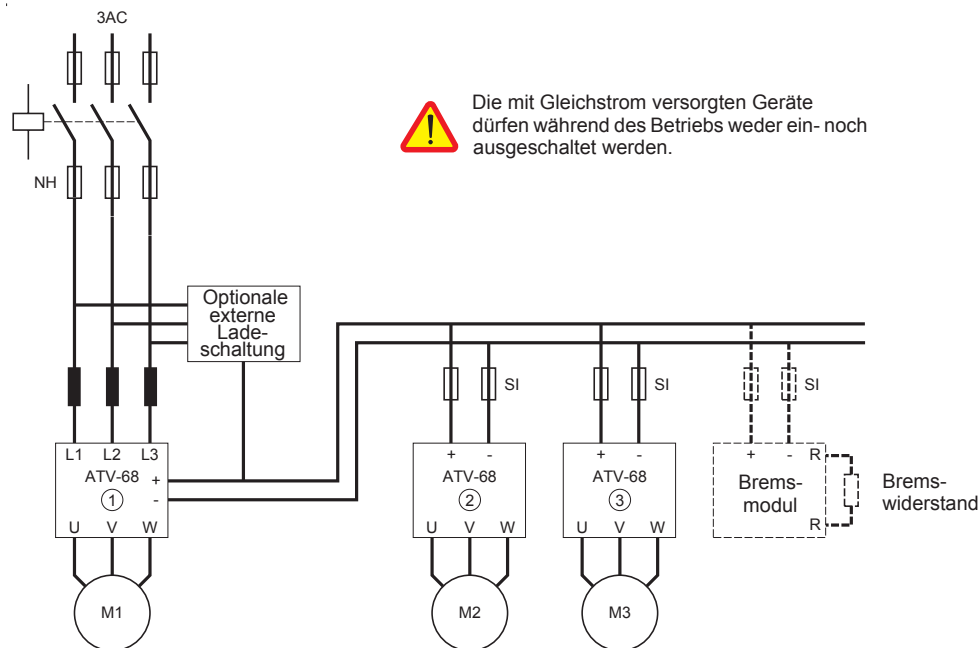 3AC
Die mit Gleichstrom versorgten Geräte
dürfen während des Betriebs weder ein- noch
ausgeschaltet werden.
NH
Optionale
externe
Lade-
schaltung
SI
SI
SI
L1 L2 L3
ATV-68
1
+
-
U V W
M1
+ -
ATV-68
2
U V W
M2
+ -
ATV-68
3
U V W
M3
+ - R
Brems-
modul
R
Brems-
widerstand